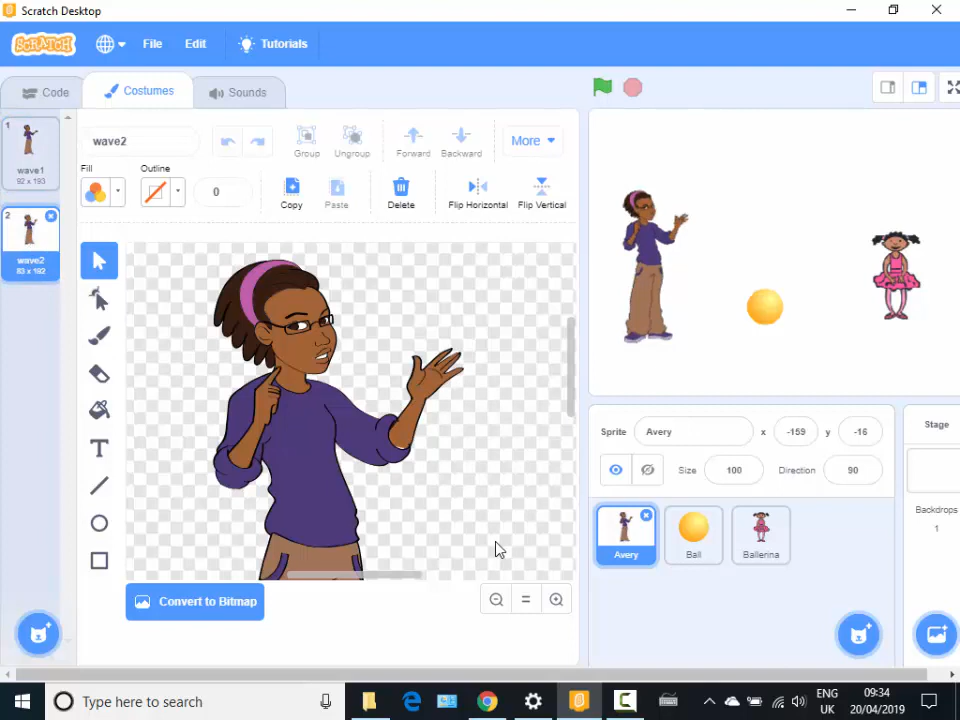 Scratch Desktop
SCRATCH
File
Edit
Tutorials
Code
Costumes
Sounds
1
wave1
92 x 193
2
wave2
83 x 192
wave2
Group
Ungroup
Forward
Backward
More
Fill
Outline
0
Copy
Paste
Delete
Flip Horizontal
Flip Vertical
T
Convert to Bitmap
Sprite
Avery
x
-159
y
-16
Size
100
Direction
90
Avery
Ball
Ballerina
Stage
Backdrops
1
Type here to search
ENG
UK
09:34
20/04/2019